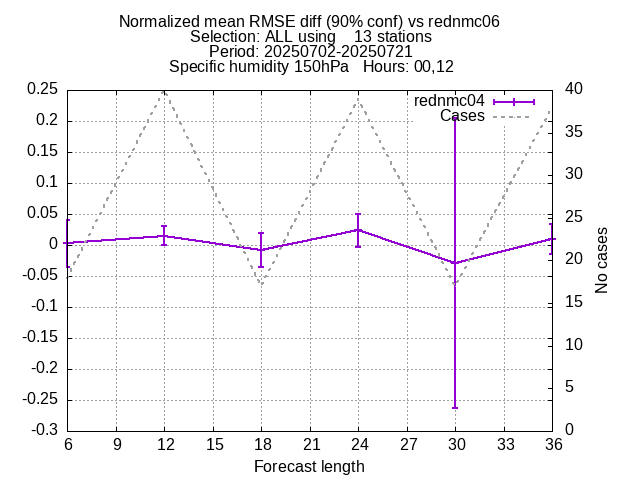 Normalized mean RMSE diff (90% conf) vs rednmc06
Selection: ALL using    13 stations
Period: 20250702-20250721
Specific humidity 150hPa   Hours: 00,12
rednmc04
Cases
0.25
0.2
0.15
0.1
0.05
0
-0.05
-0.1
-0.15
-0.2
-0.25
-0.3
40
35
30
25
20
15
10
5
0
No cases
6 9 12 15 18 21 24 27 30 33 36
Forecast length